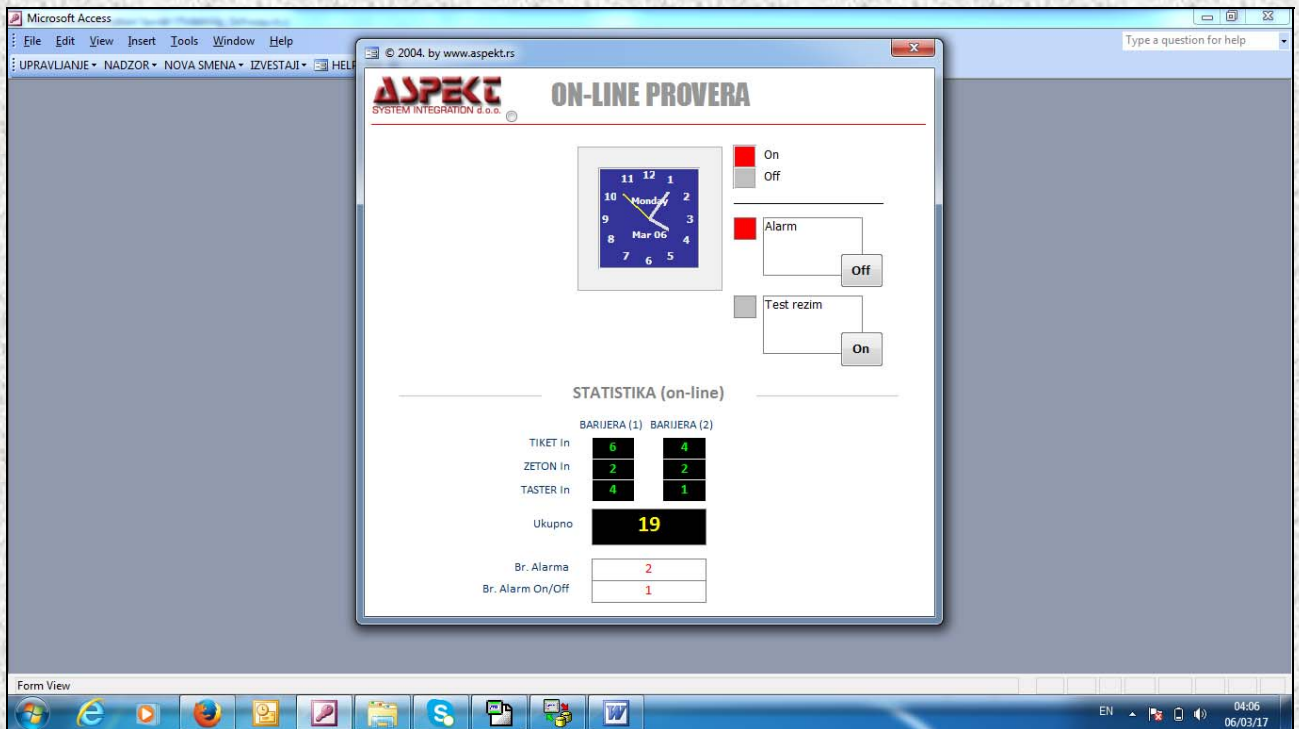 Microsoft Access
File Edit View Insert Tools Window Help
Type a question for help
UPRAVLJANJE NADZOR NOVA SMENA IZVESTAJI HELP
© 2004. by www.aspekt.rs
ASPEKT
SYSTEM INTEGRATION d.o.o.
ON-LINE PROVERA
11 12 1
10 Monday 2
9 3
8 Mar 06 4
7 6 5
On
Off
Alarm
Off
Test rezim
On
STATISTIKA (on-line)
BARIJERA (1) BARIJERA (2)
TIKET In 6 4
ZETON In 2 2
TASTER In 4 1
Ukupno 19
Br. Alarma 2
Br. Alarm On/Off 1
Form View
EN 04:06
06/03/17